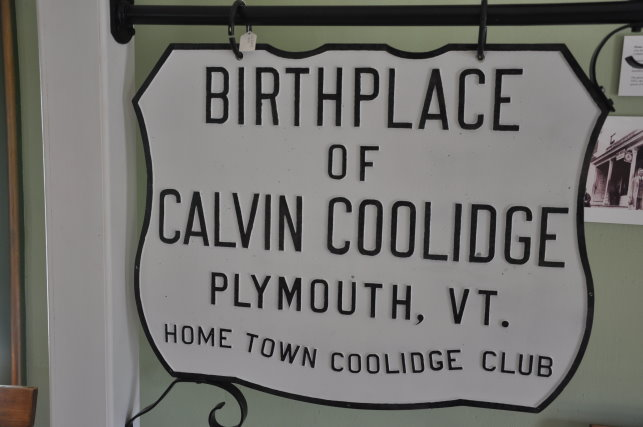 BIRTHPLACE
OF
CALVIN COOLIDGE
PLYMOUTH, VT.
HOME TOWN COOLIDGE CLUB